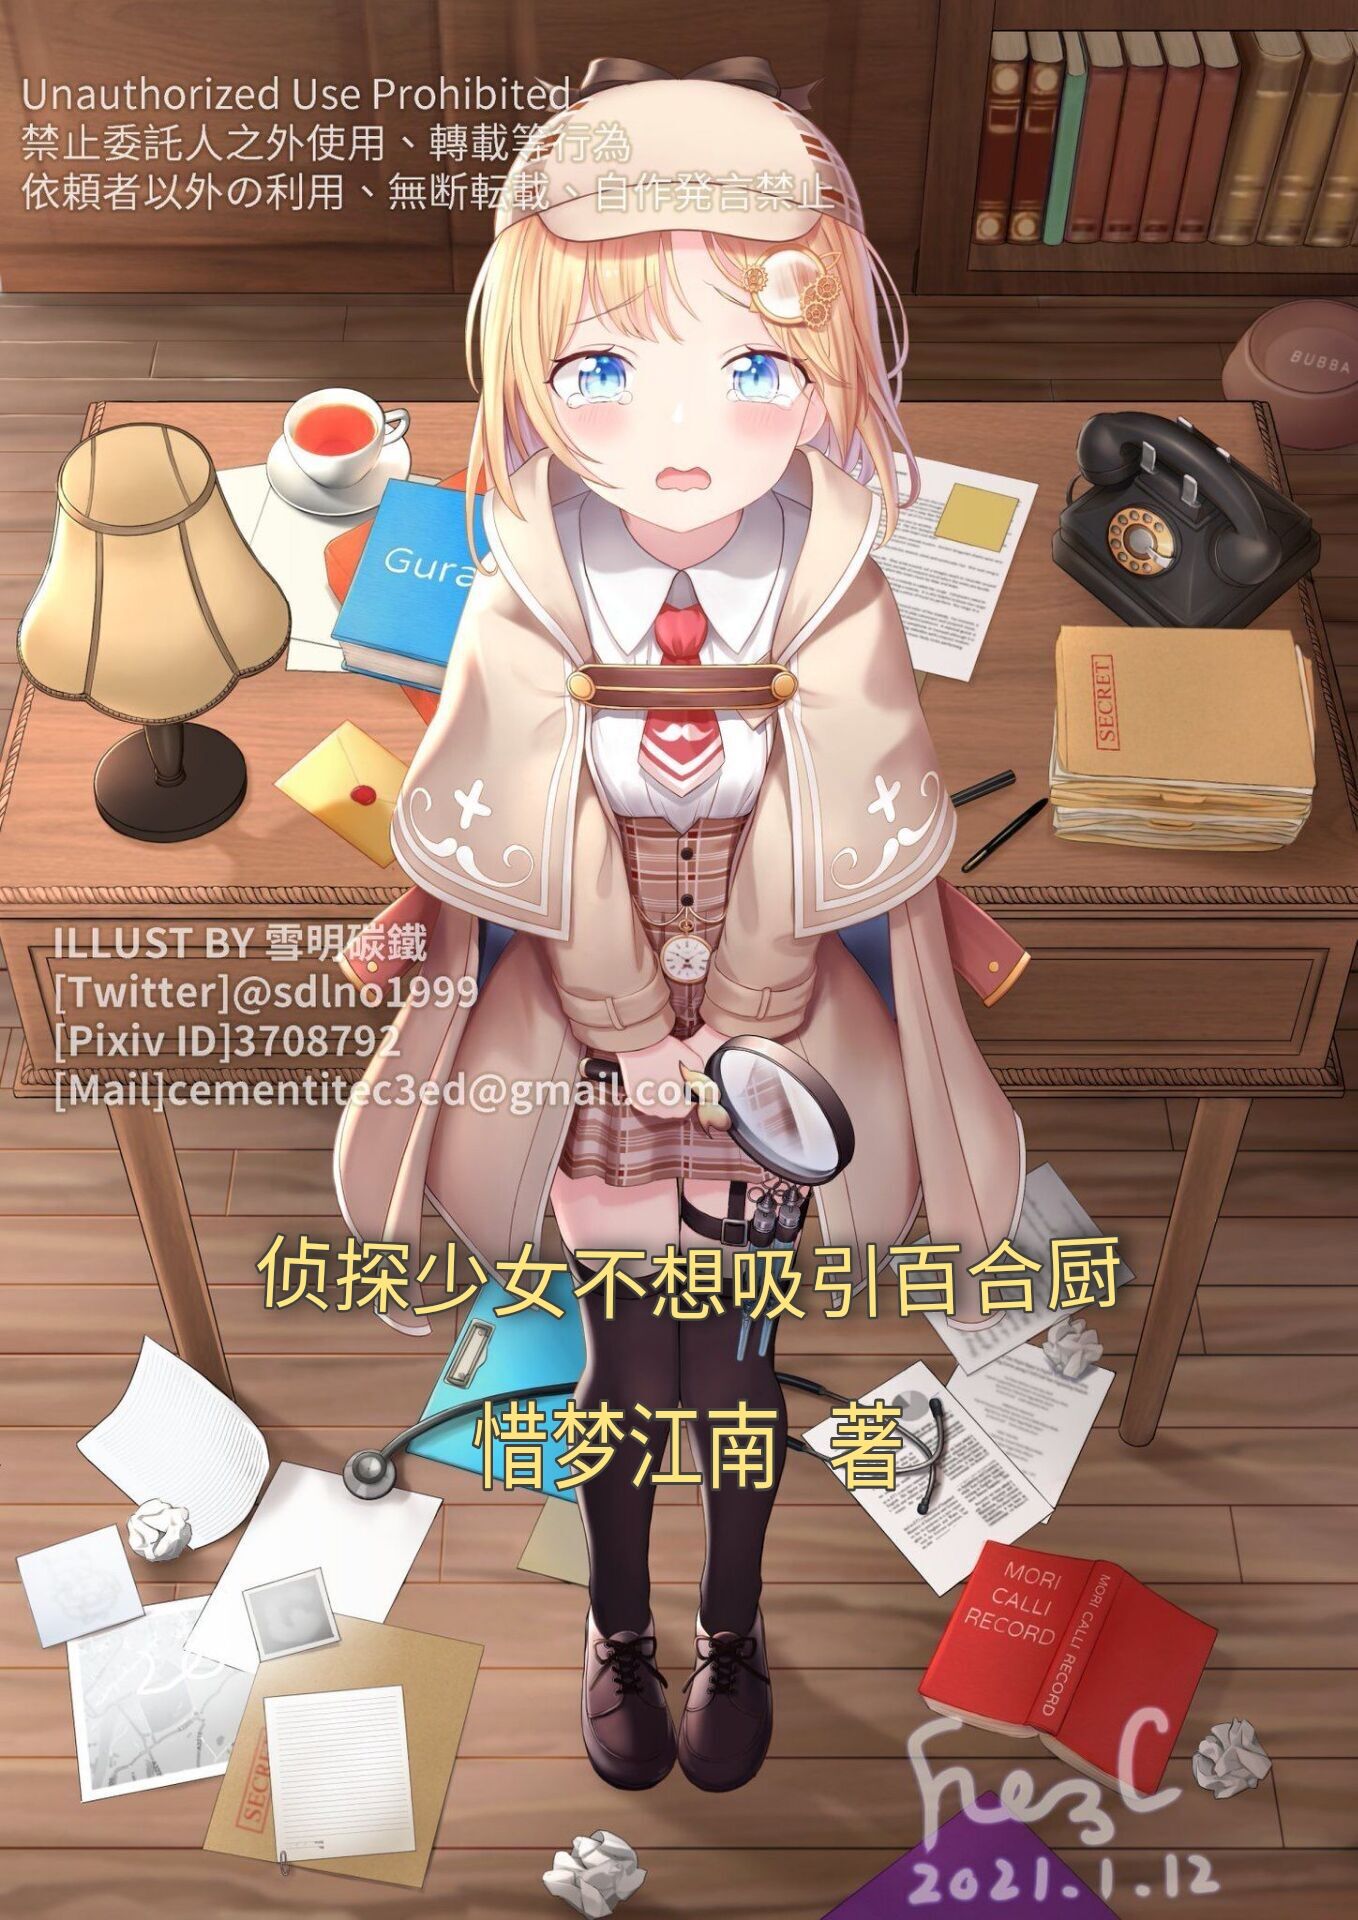 Unauthorized Use Prohibited
禁止委託人之外使用、轉載等行為
依頼者以外の利用、無断転載、自作発言禁止
BUBBA
Gura
SECRET
ILLUST BY 雪明碳鐵
[Twitter]@sdlno1999
[Pixiv ID]3708792
[Mail]cementitec3ed@gmail.com
侦探少女不想吸引百合厨
惜梦江南 著
MORI
CALLI
RECORD
MORI CALLI RECORD
SECRET
2021.1.12